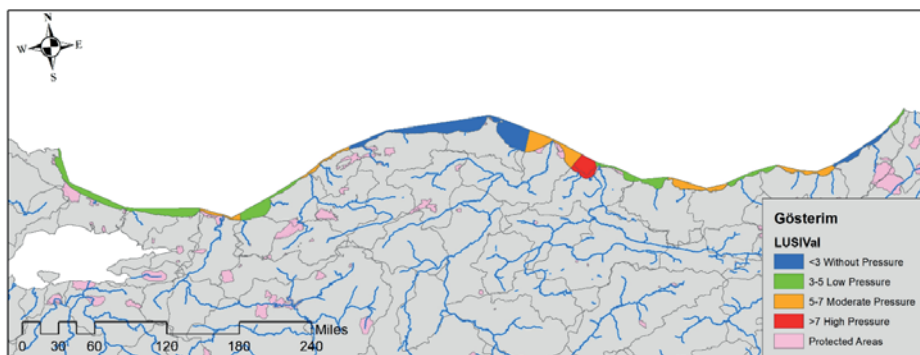 N
W E
S
Gösterim
LUSIVal
<3 Without Pressure
3-5 Low Pressure
5-7 Moderate Pressure
>7 High Pressure
Protected Areas
Miles
0 30 60 120 180 240